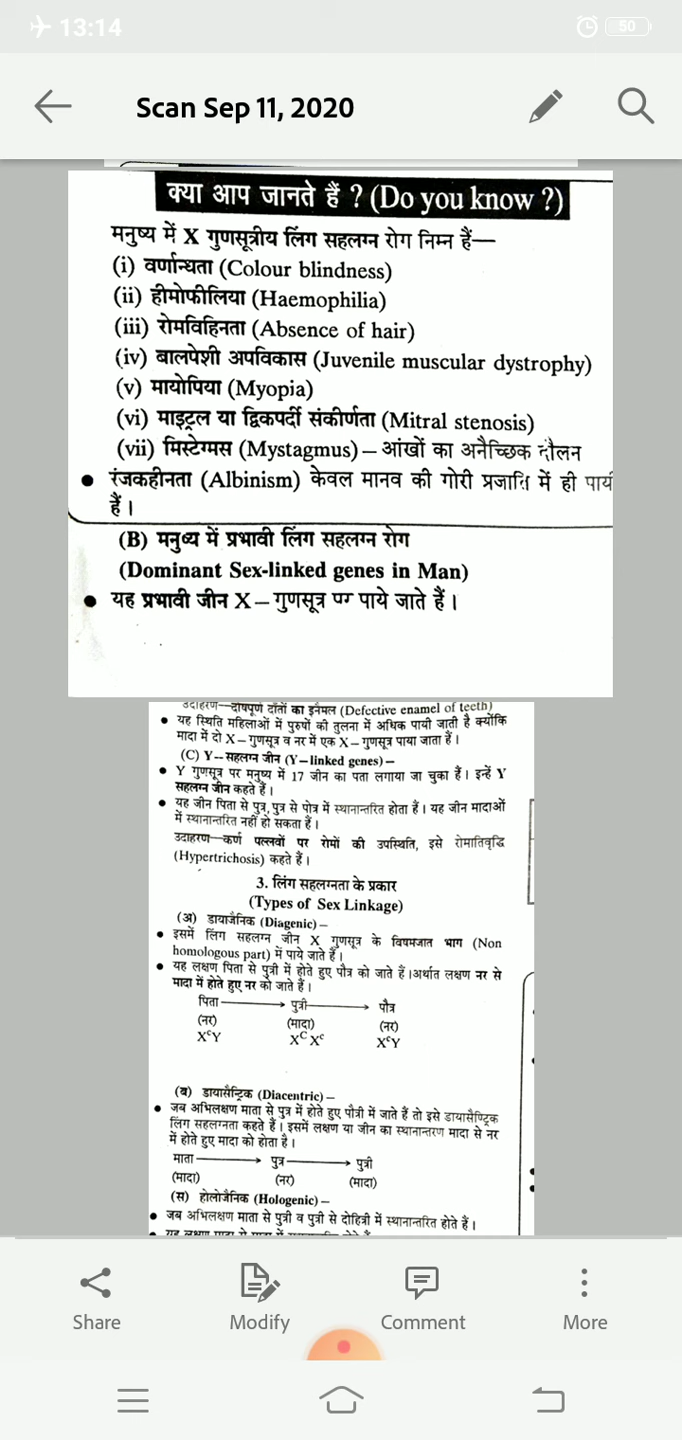 13:14
50
Scan Sep 11, 2020
क्या आप जानते हैं ? (Do you know ?)
मनुष्य में X गुणसूत्रीय लिंग सहलग्न रोग निम्न हैं—
(i) वर्णान्धता (Colour blindness)
(ii) हीमोफीलिया (Haemophilia)
(iii) रोमविहिनता (Absence of hair)
(iv) बालपेशी अपविकास (Juvenile muscular dystrophy)
(v) मायोपिया (Myopia)
(vi) माइट्रल या द्विकपर्दी संकीर्णता (Mitral stenosis)
(vii) मिस्टेग्मस (Mystagmus) – आंखों का अनैच्छिक दोलन
● रंजकहीनता (Albinism) केवल मानव की गोरी प्रजाति में ही पायी
हैं ।
(B) मनुष्य में प्रभावी लिंग सहलग्न रोग
(Dominant Sex-linked genes in Man)
● यह प्रभावी जीन X – गुणसूत्र पर पाये जाते हैं ।
उदाहरण—दोषपूर्ण दाँतों का इनैमल (Defective enamel of teeth)
● यह स्थिति महिलाओं में पुरुषों की तुलना में अधिक पायी जाती है क्योंकि
मादा में दो X – गुणसूत्र व नर में एक X – गुणसूत्र पाया जाता है ।
(C) Y–सहलग्न जीन (Y–linked genes) –
● Y गुणसूत्र पर मनुष्य में 17 जीन का पता लगाया जा चुका है । इन्हें Y
सहलग्न जीन कहते हैं ।
● यह जीन पिता से पुत्र, पुत्र से पोत्र में स्थानान्तरित होता हैं । यह जीन मादाओं
में स्थानान्तरित नहीं हो सकता हैं ।
उदाहरण—कर्ण पल्लवों पर रोमों की उपस्थिति, इसे रोमातिवृद्धि
(Hypertrichosis) कहते हैं ।
3. लिंग सहलग्नता के प्रकार
(Types of Sex Linkage)
(अ) डायाजैनिक (Diagenic) –
● इसमें लिंग सहलग्न जीन X गुणसूत्र के विषमजात भाग (Non
homologous part) में पाये जाते हैं ।
● यह लक्षण पिता से पुत्री में होते हुए पौत्र को जाते हैं ।अर्थात लक्षण नर से
मादा में होते हुए नर को जाते हैं ।
पिता → पुत्री → पौत्र
(नर) (मादा) (नर)
XᶜY Xᶜ Xᶜ XᶜY
(ब) डायासैन्ट्रिक (Diacentric) –
● जब अभिलक्षण माता से पुत्र में होते हुए पौत्री में जाते हैं तो इसे डायासैण्ट्रिक
लिंग सहलग्नता कहते हैं । इसमें लक्षण या जीन का स्थानान्तरण मादा से नर
में होते हुए मादा को होता है ।
माता → पुत्र → पुत्री
(मादा) (नर) (मादा)
(स) होलोजैनिक (Hologenic) –
● जब अभिलक्षण माता से पुत्री व पुत्री से दोहित्री में स्थानान्तरित होते हैं ।
Share Modify Comment More